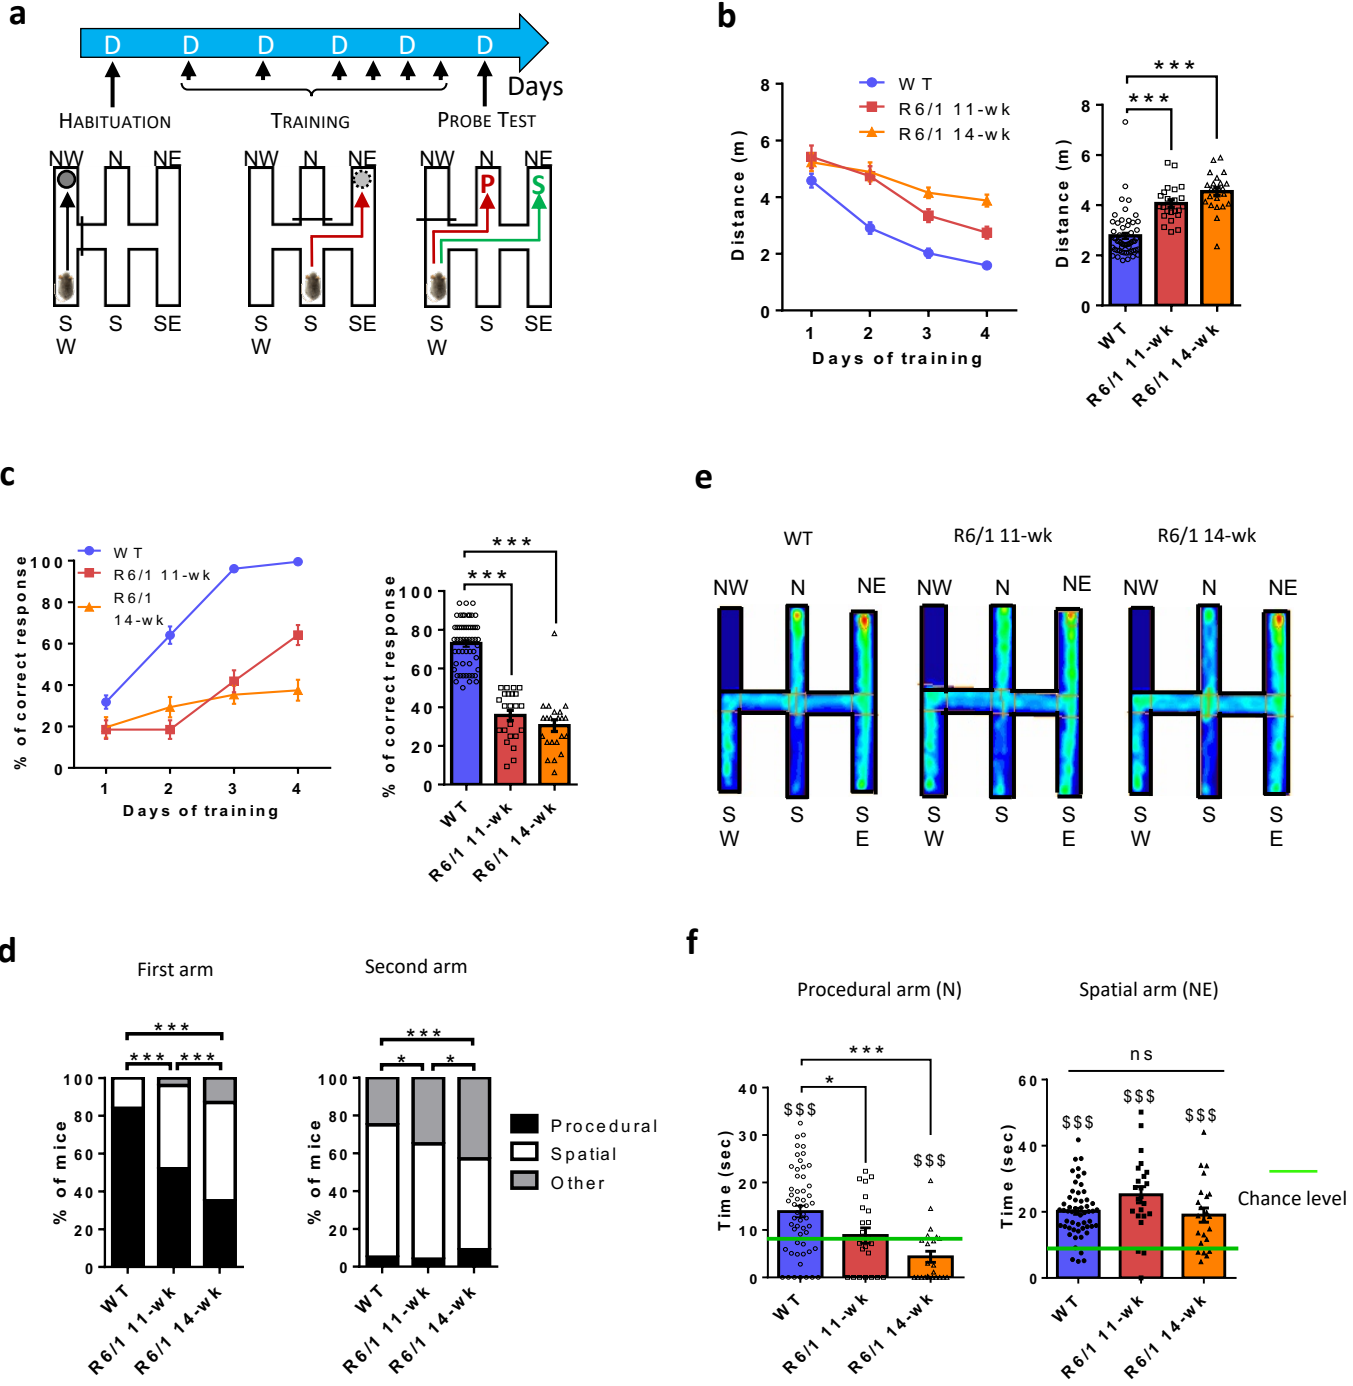 a
D D D D D D
Days
HABITUATION TRAINING PROBE TEST
NW N NE NW N NE NW N NE
P S
S S SE S S SE S S SE
W W W
b
WT
R6/1 11-wk
R6/1 14-wk
Distance (m)
8
6
4
2
0
1 2 3 4
Days of training
*** 
***
Distance (m)
8
6
4
2
0
WT
R6/1 11-wk
R6/1 14-wk
c
WT
R6/1 11-wk
R6/1
14-wk
% of correct response
100
80
60
40
20
0
1 2 3 4
Days of training
***
***
% of correct response
100
80
60
40
20
0
WT
R6/1 11-wk
R6/1 14-wk
e
WT R6/1 11-wk R6/1 14-wk
NW N NE NW N NE NW N NE
S S S S S S S S S
W E W E W E
d
First arm
***
*** ***
% of mice
100
80
60
40
20
0
WT
R6/1 11-wk
R6/1 14-wk
Second arm
***
* *
% of mice
100
80
60
40
20
0
WT
R6/1 11-wk
R6/1 14-wk
Procedural
Spatial
Other
f
Procedural arm (N)
***
*
$$$
$$$
Time (sec)
40
30
20
10
0
WT
R6/1 11-wk
R6/1 14-wk
Spatial arm (NE)
ns
$$$ $$$ $$$
Time (sec)
60
40
20
0
WT
R6/1 11-wk
R6/1 14-wk
Chance level